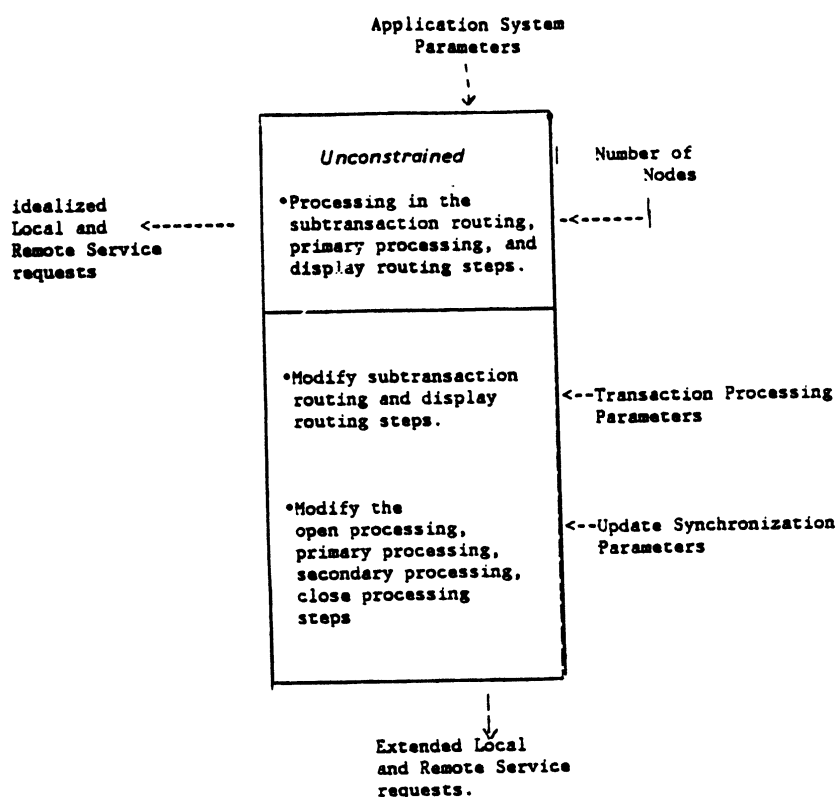 Application System
Parameters
Unconstrained
Number of
Nodes
idealized
Local and
Remote Service
requests
<--------
•Processing in the
subtransaction routing,
primary processing, and
display routing steps.
<------
•Modify subtransaction
routing and display
routing steps.
<--Transaction Processing
Parameters
•Modify the
open processing,
primary processing,
secondary processing,
close processing
steps
<--Update Synchronization
Parameters
Extended Local
and Remote Service
requests.